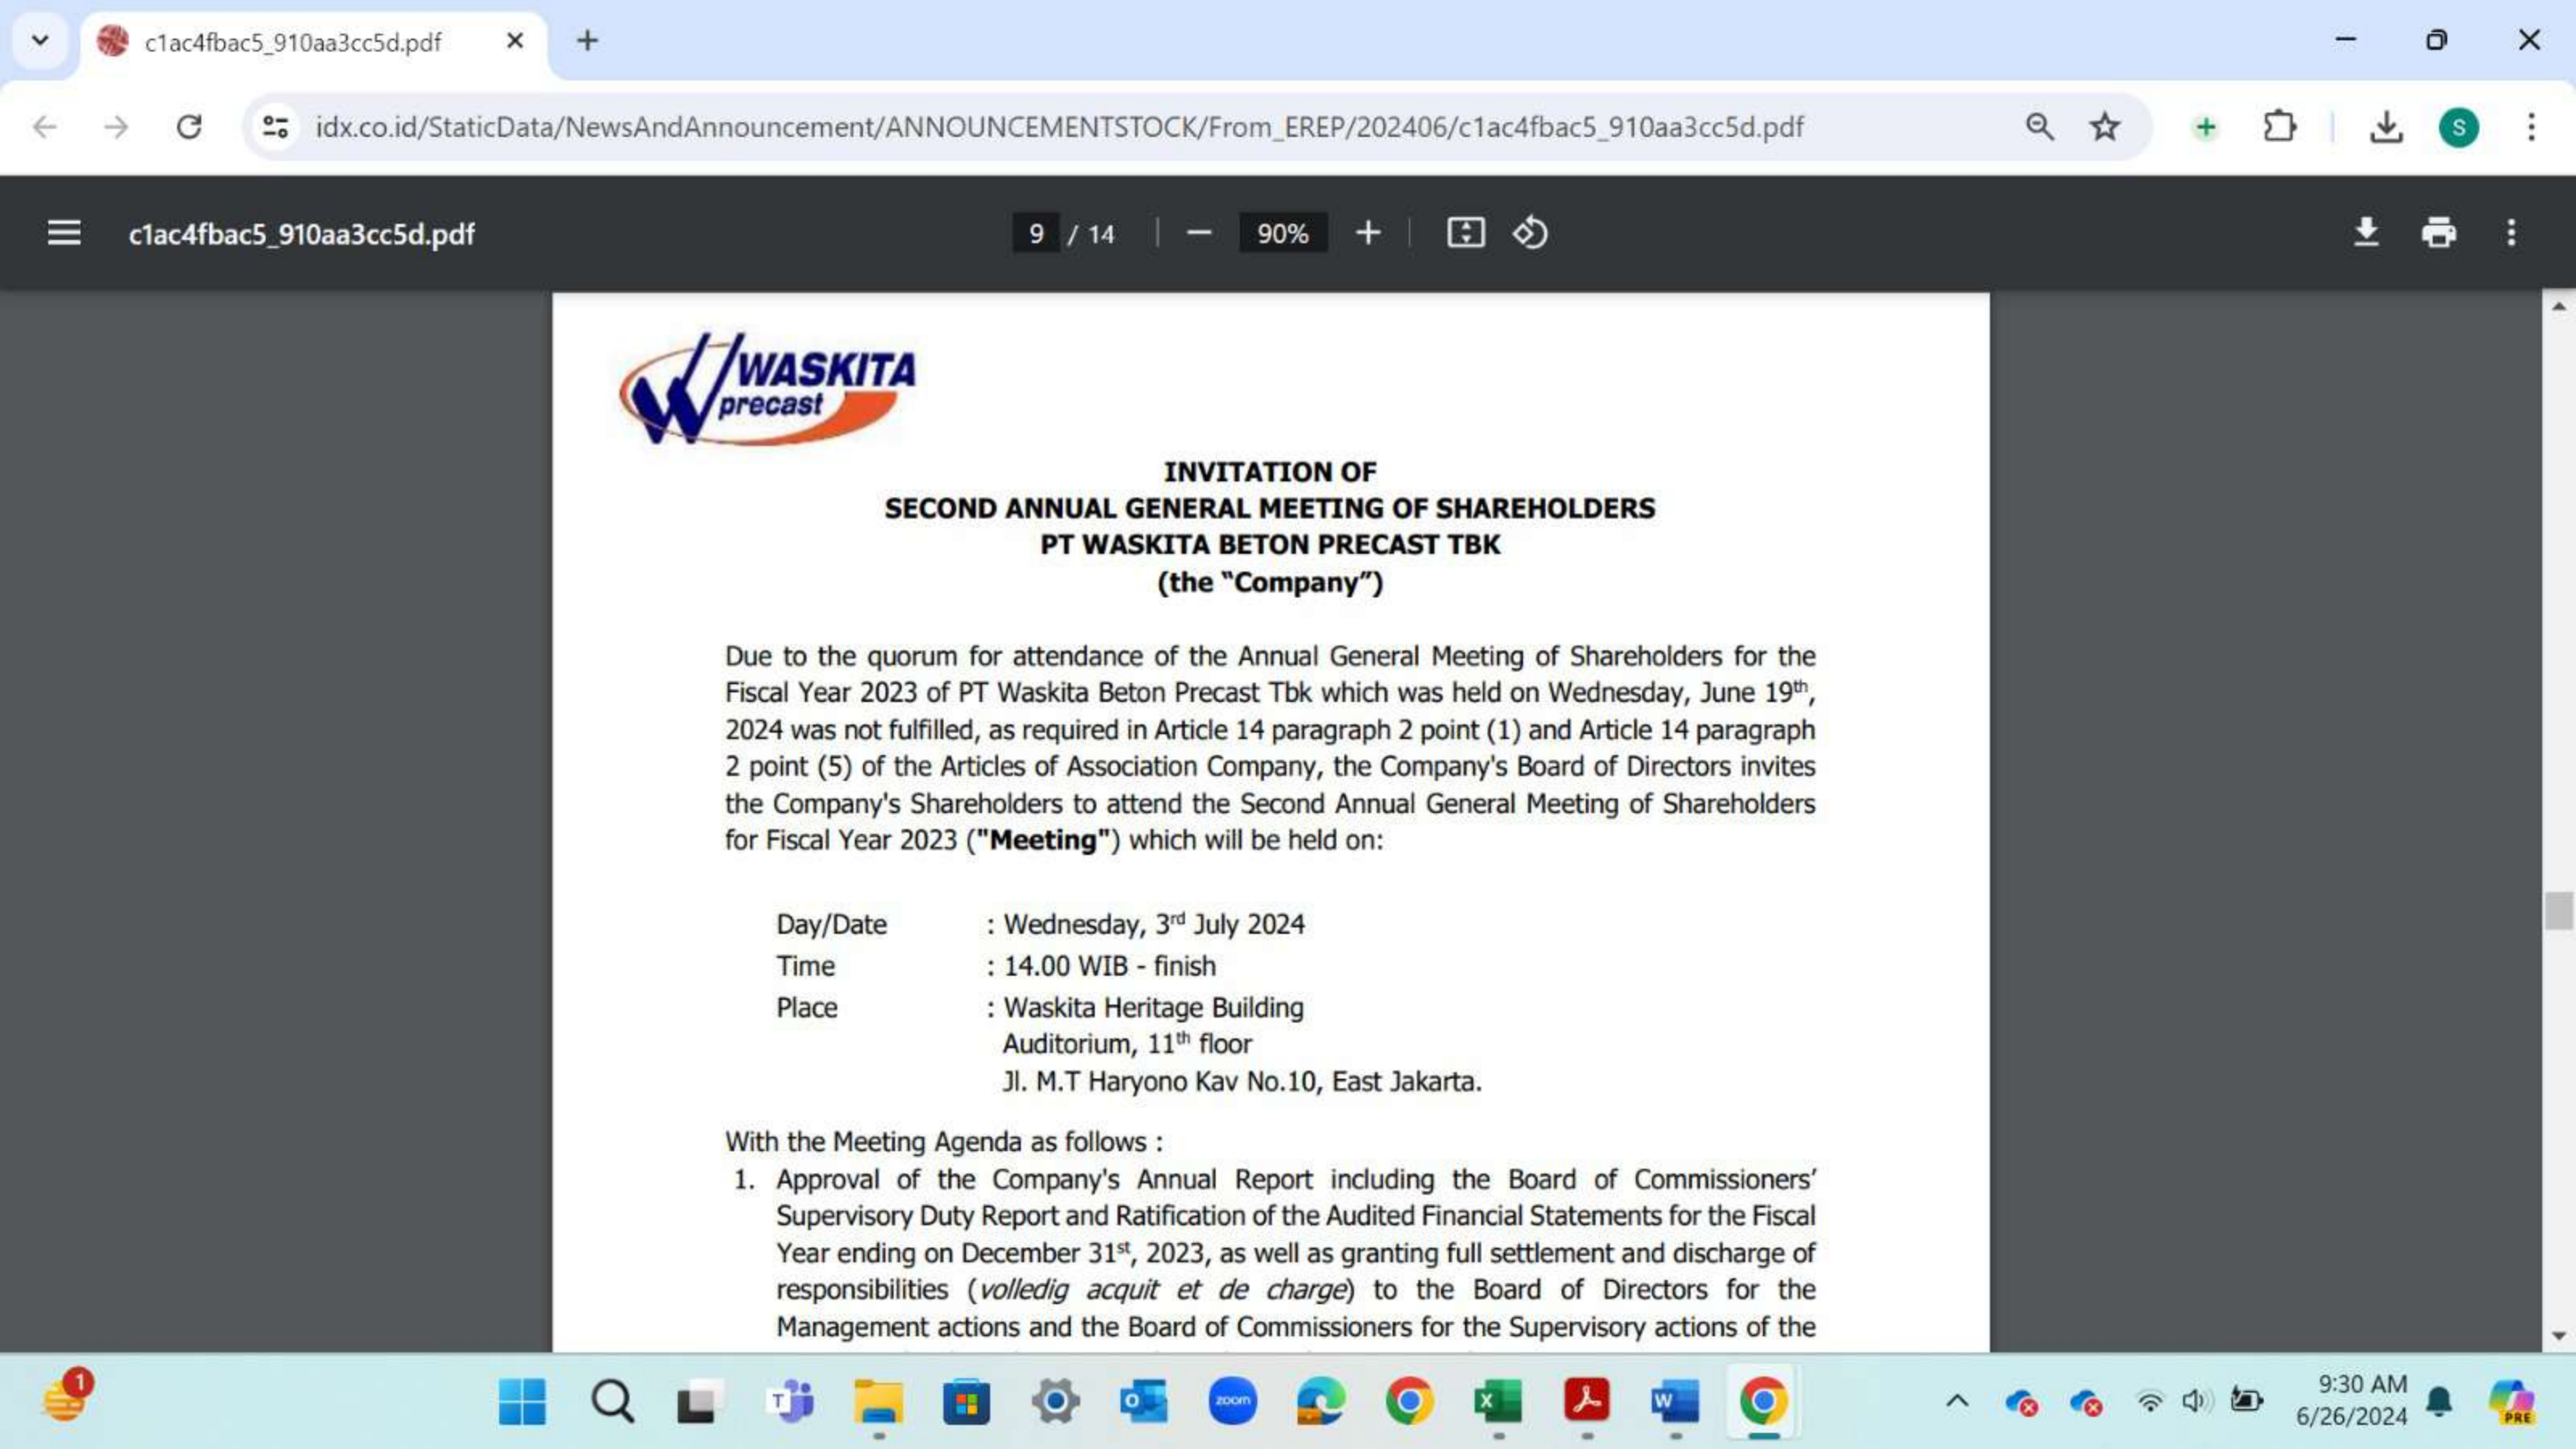 c1ac4fbac5_910aa3cc5d.pdf
idx.co.id/StaticData/NewsAndAnnouncement/ANNOUNCEMENTSTOCK/From_EREP/202406/c1ac4fbac5_910aa3cc5d.pdf
S
c1ac4fbac5_910aa3cc5d.pdf
9 / 14
90%
WASKITA
precast
INVITATION OF
SECOND ANNUAL GENERAL MEETING OF SHAREHOLDERS
PT WASKITA BETON PRECAST TBK
(the “Company”)
Due to the quorum for attendance of the Annual General Meeting of Shareholders for the
Fiscal Year 2023 of PT Waskita Beton Precast Tbk which was held on Wednesday, June 19th,
2024 was not fulfilled, as required in Article 14 paragraph 2 point (1) and Article 14 paragraph
2 point (5) of the Articles of Association Company, the Company's Board of Directors invites
the Company's Shareholders to attend the Second Annual General Meeting of Shareholders
for Fiscal Year 2023 ("Meeting") which will be held on:
Day/Date : Wednesday, 3rd July 2024
Time : 14.00 WIB - finish
Place : Waskita Heritage Building
Auditorium, 11th floor
Jl. M.T Haryono Kav No.10, East Jakarta.
With the Meeting Agenda as follows :
1. Approval of the Company's Annual Report including the Board of Commissioners’
Supervisory Duty Report and Ratification of the Audited Financial Statements for the Fiscal
Year ending on December 31st, 2023, as well as granting full settlement and discharge of
responsibilities (volledig acquit et de charge) to the Board of Directors for the
Management actions and the Board of Commissioners for the Supervisory actions of the
1
zoom
PRE
9:30 AM
6/26/2024